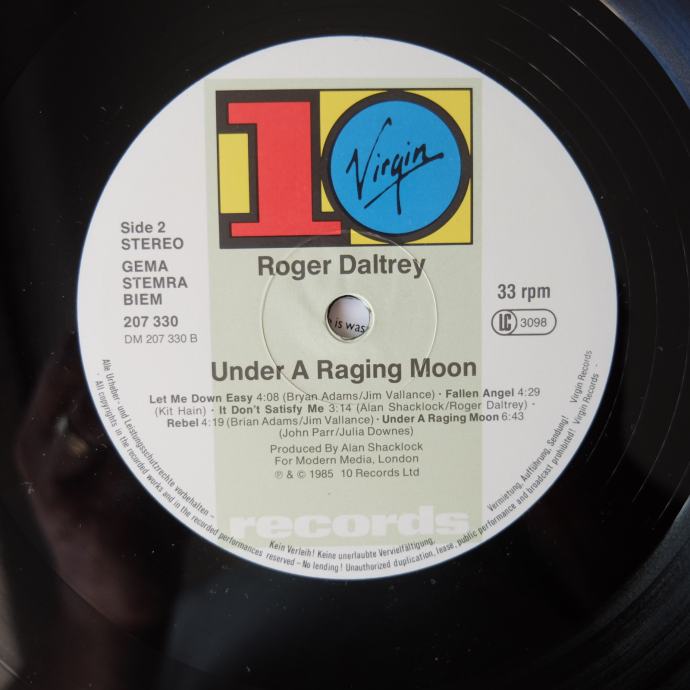 10
Virgin
Side 2
STEREO
GEMA
STEMRA
BIEM
207 330
DM 207 330 B
Roger Daltrey
33 rpm
LC 3098
is was
Under A Raging Moon
Let Me Down Easy 4:08 (Bryan Adams/Jim Vallance) · Fallen Angel 4:29
(Kit Hain) · It Don't Satisfy Me 3:14 (Alan Shacklock/Roger Daltrey) ·
Rebel 4:19 (Brian Adams/Jim Vallance) · Under A Raging Moon 6:43
(John Parr/Julia Downes)
Produced By Alan Shacklock
For Modern Media, London
℗ & © 1985 10 Records Ltd
records
Alle Urheber- und Leistungsschutzrechte vorbehalten – Kein Verleih! Keine unerlaubte Vervielfältigung, Vermietung, Aufführung, Sendung! Virgin Records
· All copyrights in the recorded works and in the recorded performances reserved – No lending! Unauthorized duplication, lease, public performance and broadcast prohibited! Virgin Records ·